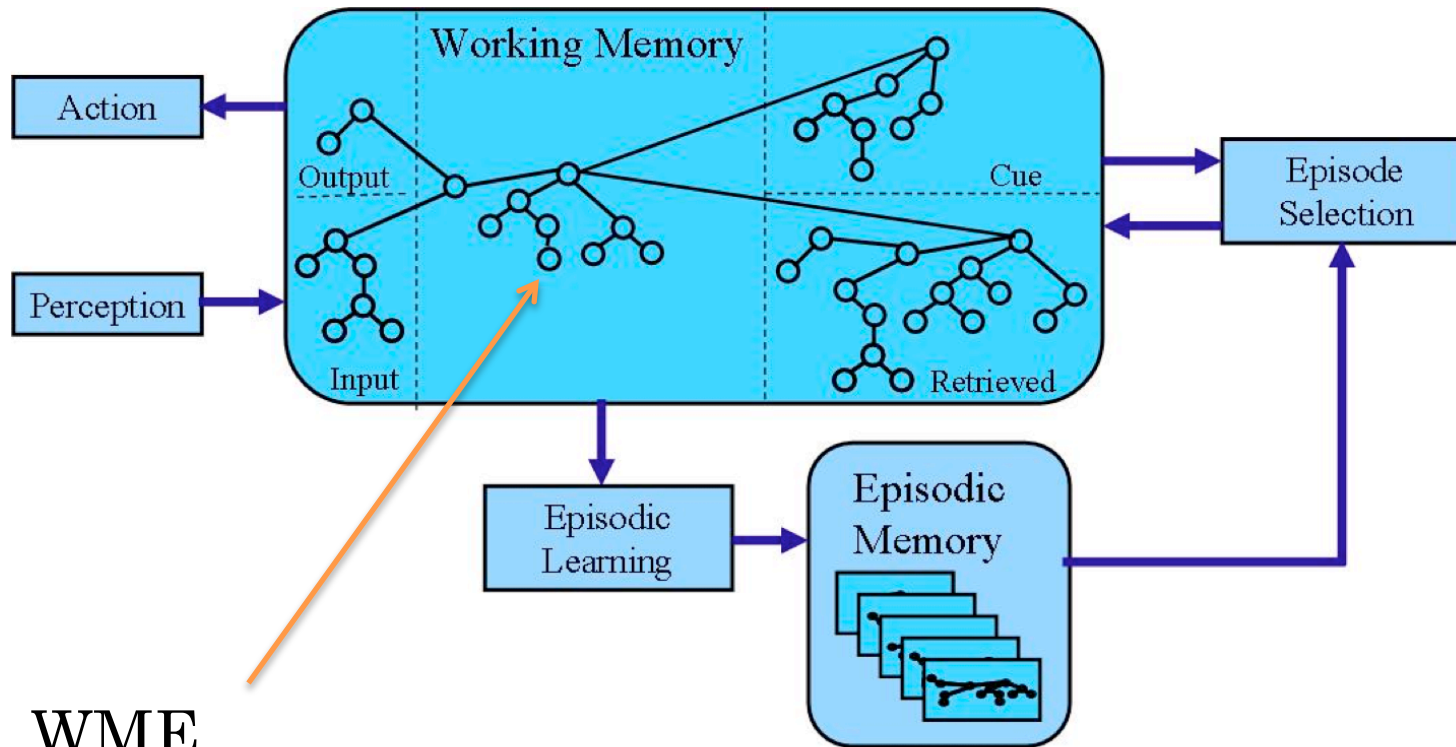 Working Memory
Action
Output
Cue
Episode
Selection
Perception
Input
Retrieved
Episodic
Learning
Episodic
Memory
WME